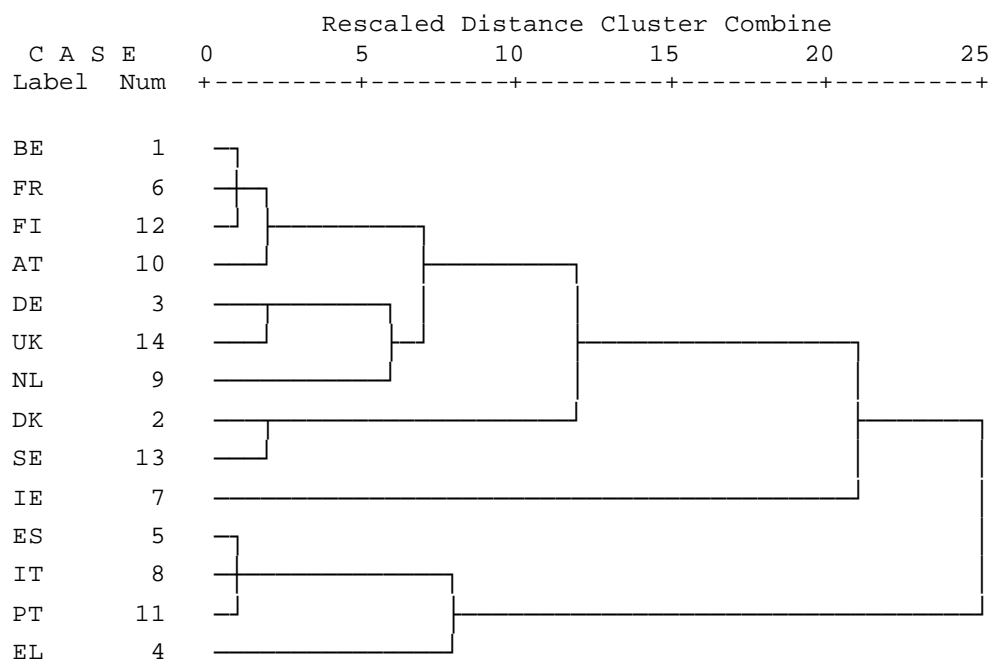 Rescaled Distance Cluster Combine
C A S E 0 5 10 15 20 25
Label Num +---------+---------+---------+---------+---------+
BE 1
FR 6
FI 12
AT 10
DE 3
UK 14
NL 9
DK 2
SE 13
IE 7
ES 5
IT 8
PT 11
EL 4